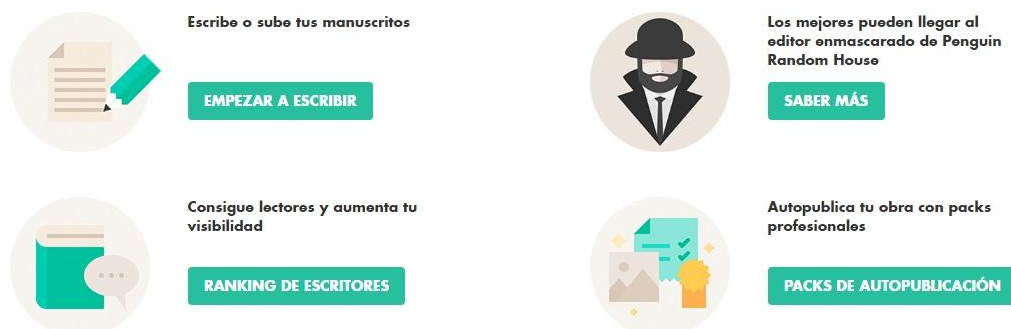 Escribe o sube tus manuscritos
EMPEZAR A ESCRIBIR
Los mejores pueden llegar al
editor enmascarado de Penguin
Random House
SABER MÁS
Consigue lectores y aumenta tu
visibilidad
RANKING DE ESCRITORES
Autopublica tu obra con packs
profesionales
PACKS DE AUTOPUBLICACIÓN